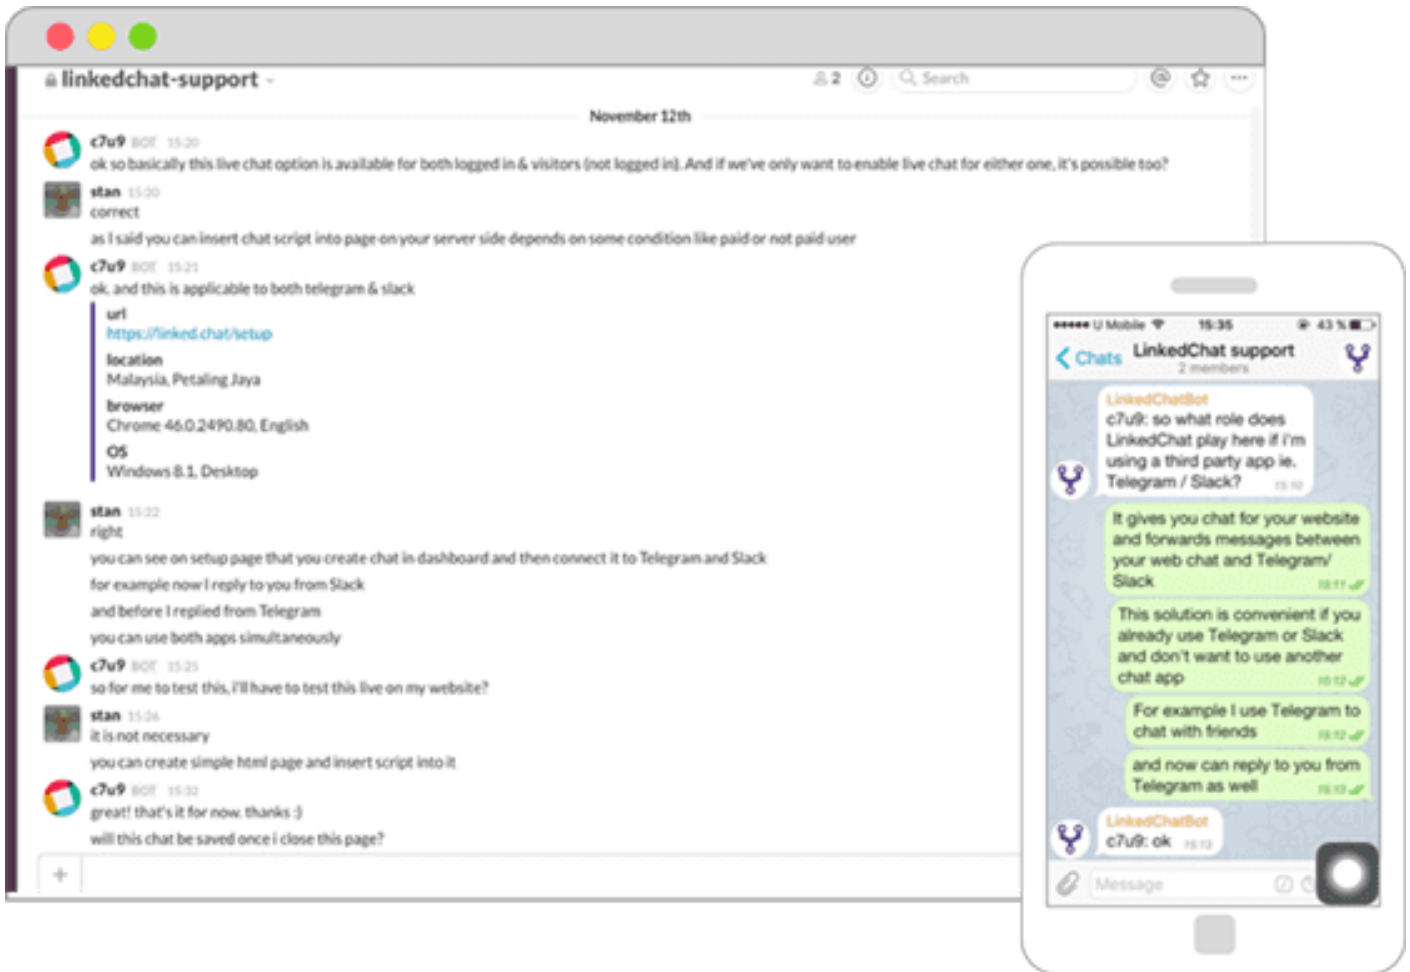 linkedchat-support
2
Search
November 12th
c7u9 BOT 15:20
ok so basically this live chat option is available for both logged in & visitors (not logged in). And if we've only want to enable live chat for either one, it's possible too?
stan 15:20
correct
as I said you can insert chat script into page on your server side depends on some condition like paid or not paid user
c7u9 BOT 15:21
ok, and this is applicable to both telegram & slack
url
https://linked.chat/setup
location
Malaysia, Petaling Jaya
browser
Chrome 46.0.2490.80, English
OS
Windows 8.1, Desktop
stan 15:22
right
you can see on setup page that you create chat in dashboard and then connect it to Telegram and Slack
for example now I reply to you from Slack
and before I replied from Telegram
you can use both apps simultaneously
c7u9 BOT 15:25
so for me to test this, i'll have to test this live on my website?
stan 15:26
it is not necessary
you can create simple html page and insert script into it
c7u9 BOT 15:32
great! that's it for now. thanks :)
will this chat be saved once i close this page?
U Mobile 15:35 43 %
Chats LinkedChat support
2 members
LinkedChatBot
c7u9: so what role does
LinkedChat play here if i'm
using a third party app ie.
Telegram / Slack? 15:10
It gives you chat for your website
and forwards messages between
your web chat and Telegram/
Slack 15:11
This solution is convenient if you
already use Telegram or Slack
and don't want to use another
chat app 15:12
For example I use Telegram to
chat with friends 15:12
and now can reply to you from
Telegram as well 15:13
LinkedChatBot
c7u9: ok 15:13
Message